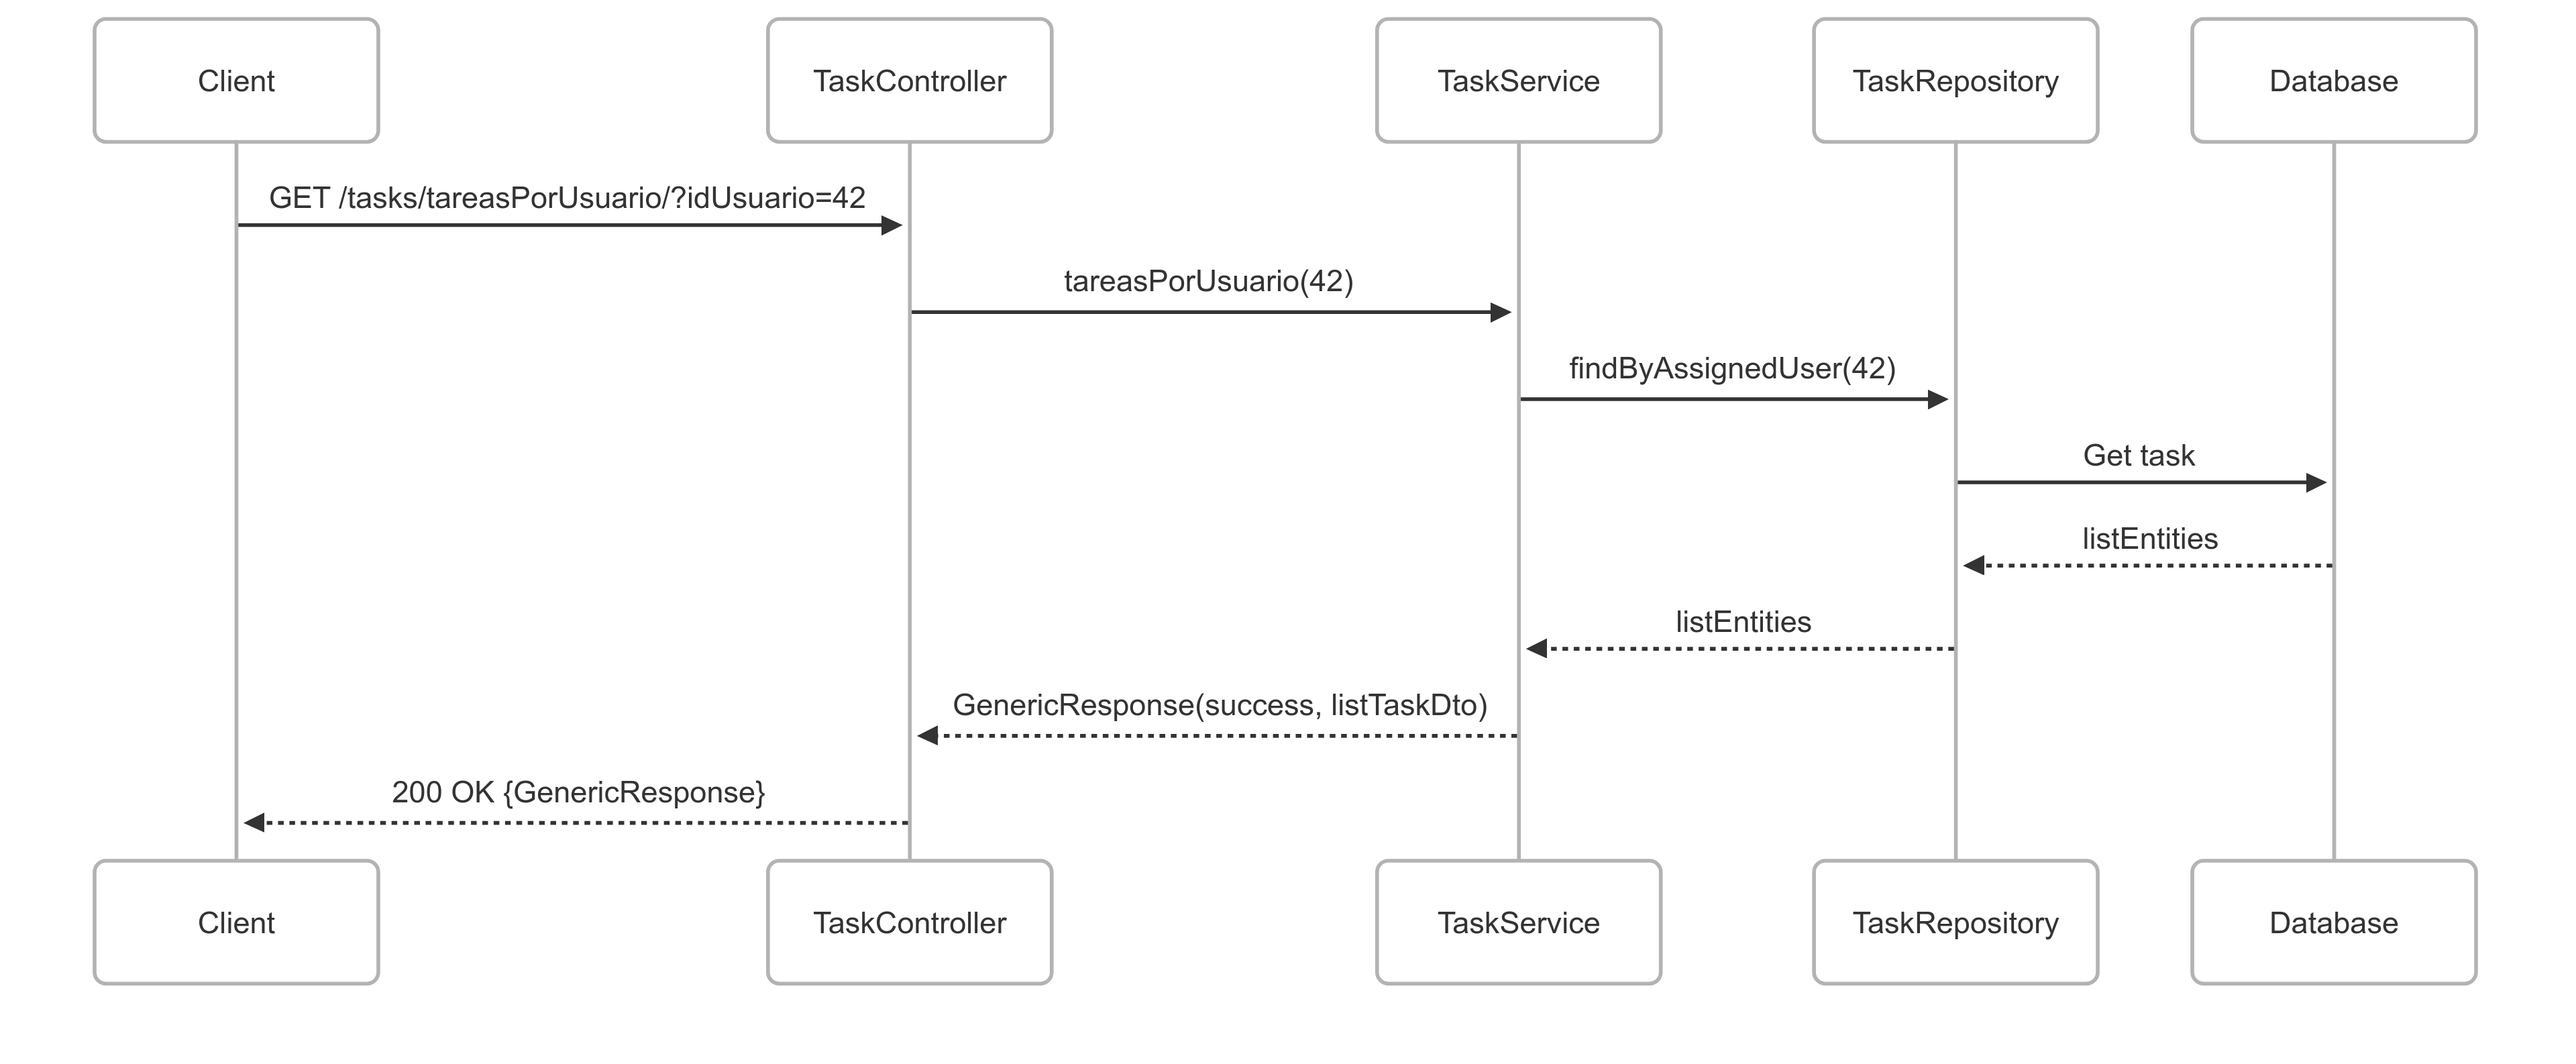 Client
TaskController
TaskService
TaskRepository
Database
GET /tasks/tareasPorUsuario/?idUsuario=42
tareasPorUsuario(42)
findByAssignedUser(42)
Get task
listEntities
listEntities
GenericResponse(success, listTaskDto)
200 OK {GenericResponse}
Client
TaskController
TaskService
TaskRepository
Database